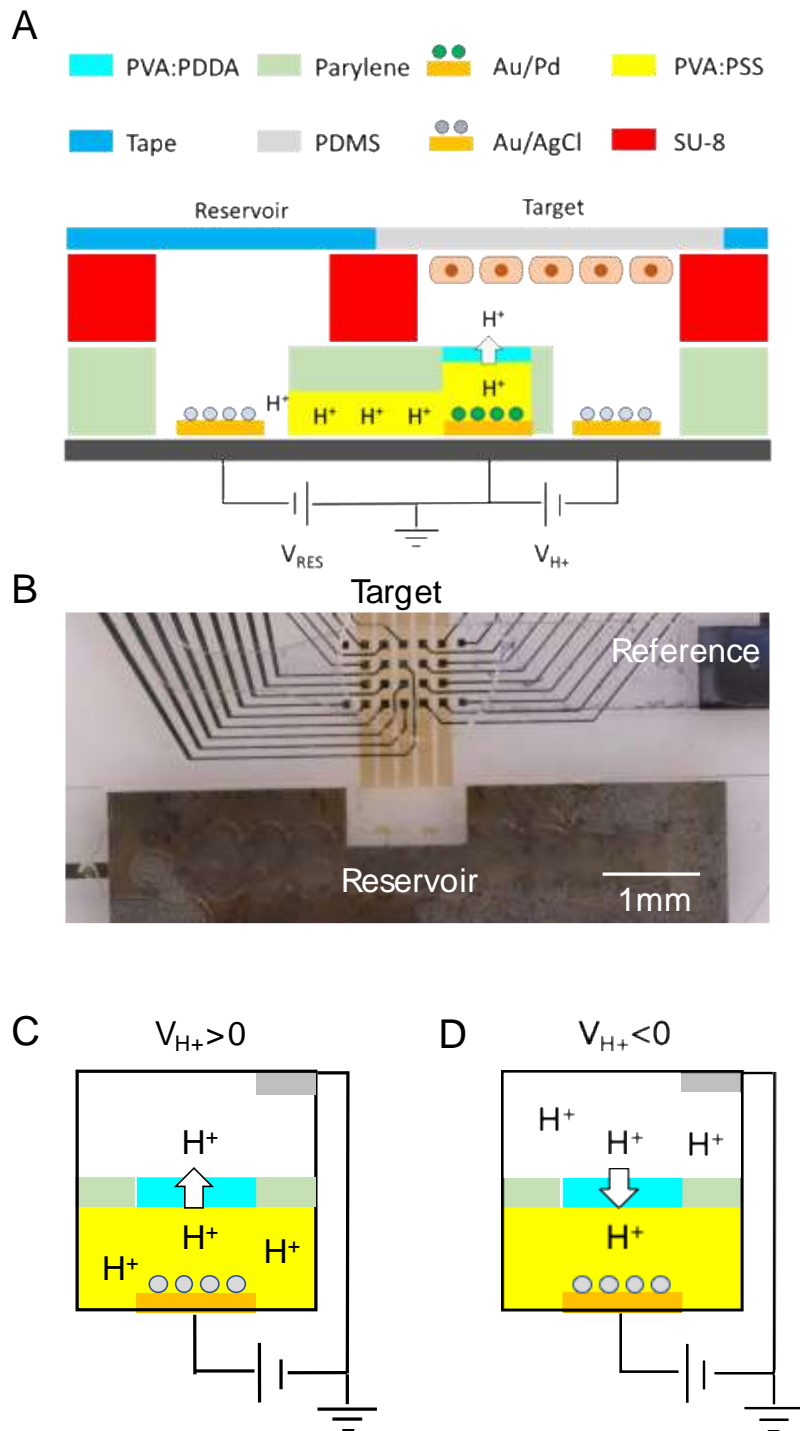 A
PVA:PDDA Parylene Au/Pd PVA:PSS
Tape PDMS Au/AgCl SU-8
Reservoir Target
H⁺
H⁺
H⁺
H⁺ H⁺ H⁺
V_RES V_H+
B
Target
Reference
Reservoir
1mm
C V_H+>0 D V_H+<0
H⁺
H⁺ H⁺ H⁺
H⁺
H⁺ H⁺
H⁺ H⁺